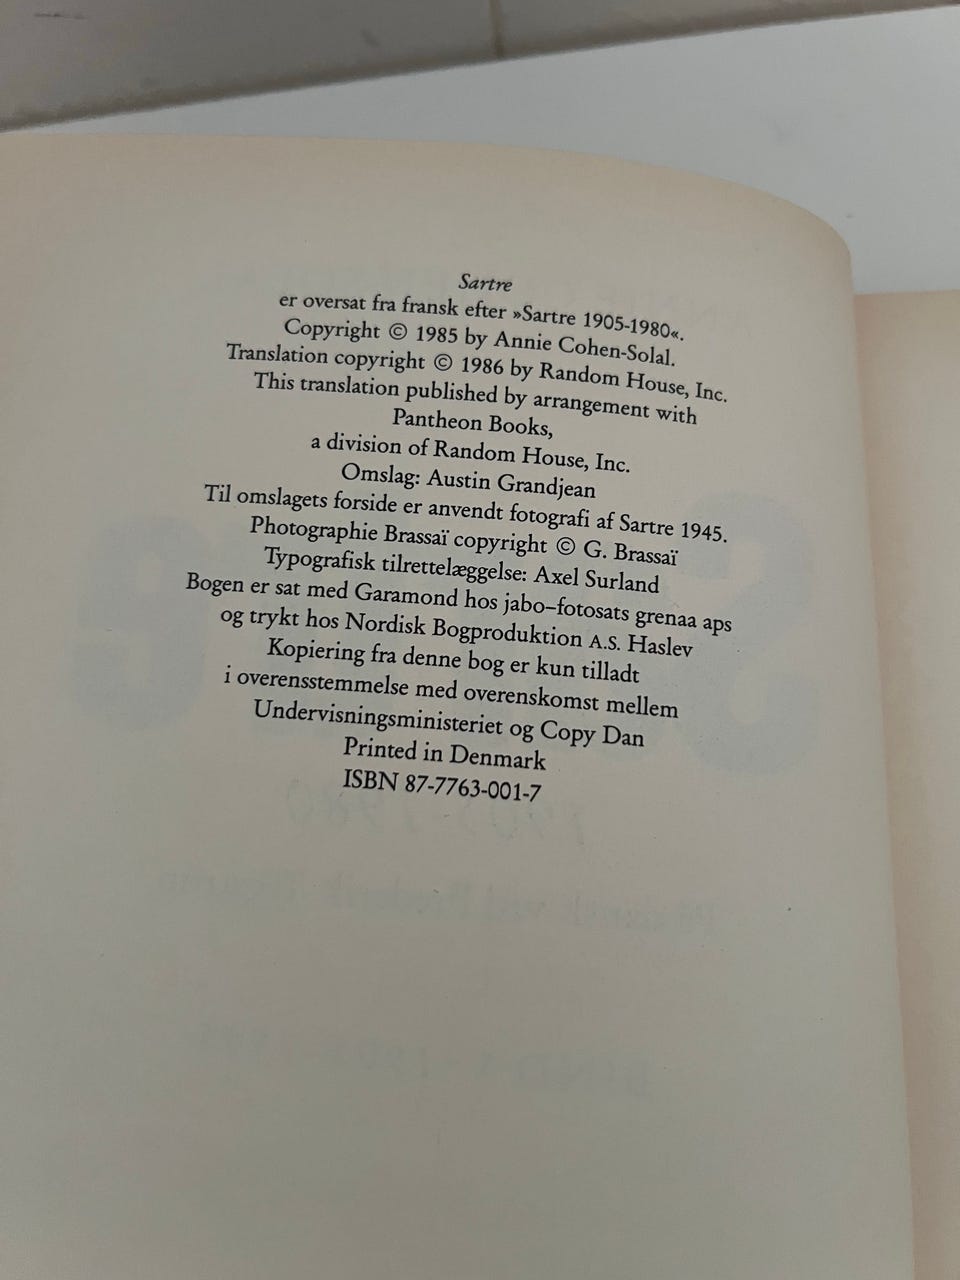 Sartre
er oversat fra fransk efter »Sartre 1905-1980«.
Copyright © 1985 by Annie Cohen-Solal.
Translation copyright © 1986 by Random House, Inc.
This translation published by arrangement with
Pantheon Books,
a division of Random House, Inc.
Omslag: Austin Grandjean
Til omslagets forside er anvendt fotografi af Sartre 1945.
Photographie Brassaï copyright © G. Brassaï
Typografisk tilrettelæggelse: Axel Surland
Bogen er sat med Garamond hos jabo–fotosats grenaa aps
og trykt hos Nordisk Bogproduktion A.S. Haslev
Kopiering fra denne bog er kun tilladt
i overensstemmelse med overenskomst mellem
Undervisningsministeriet og Copy Dan
Printed in Denmark
ISBN 87-7763-001-7